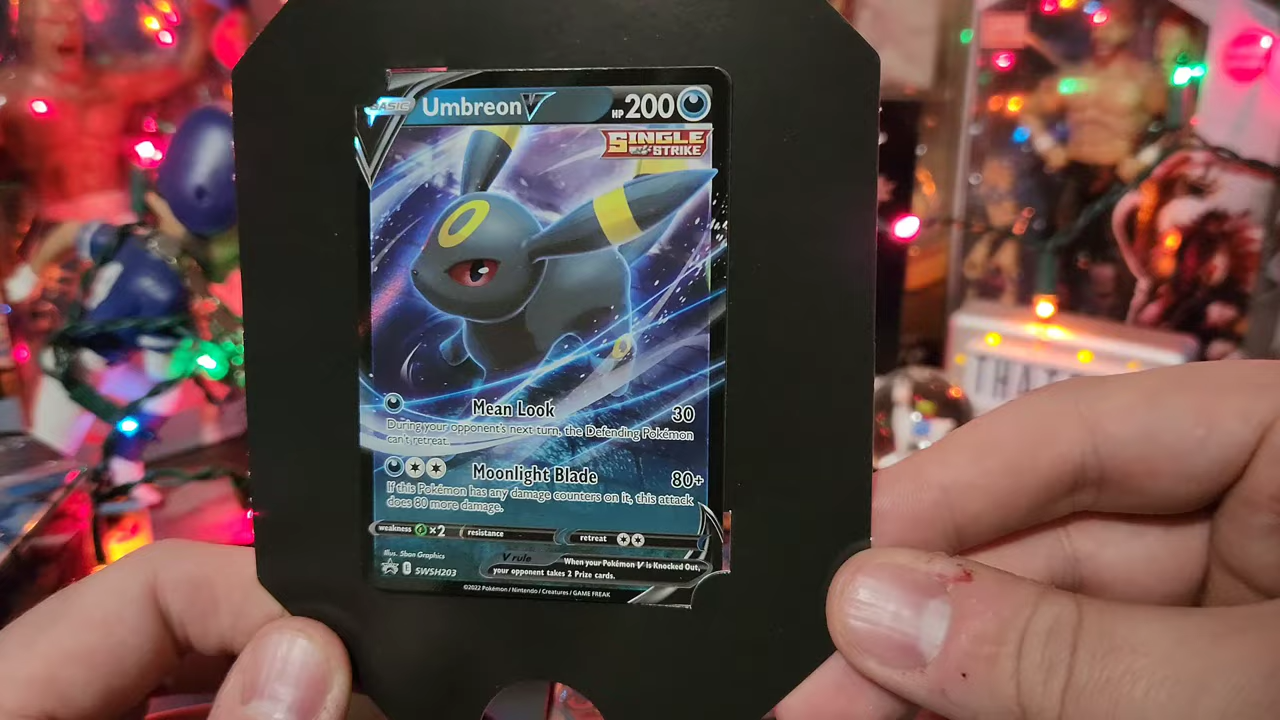 BASIC
Umbreon V
HP 200
SINGLE
STRIKE
Mean Look 30
During your opponent's next turn, the Defending Pokémon
can't retreat.
Moonlight Blade 80+
If this Pokémon has any damage counters on it, this attack
does 80 more damage.
weakness ×2 resistance retreat
Illus. 5ban Graphics
V rule When your Pokémon V is Knocked Out,
your opponent takes 2 Prize cards.
SWSH203
©2022 Pokémon / Nintendo / Creatures / GAME FREAK